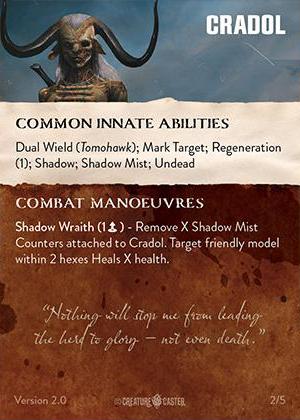 CRADOL
COMMON INNATE ABILITIES
Dual Wield (Tomohawk); Mark Target; Regeneration
(1); Shadow; Shadow Mist; Undead
COMBAT MANOEUVRES
Shadow Wraith (1) - Remove X Shadow Mist
Counters attached to Cradol. Target friendly model
within 2 hexes Heals X health.
"Nothing will stop me from leading
the herd to glory – not even death."
Version 2.0
CREATURE CASTER
2/5